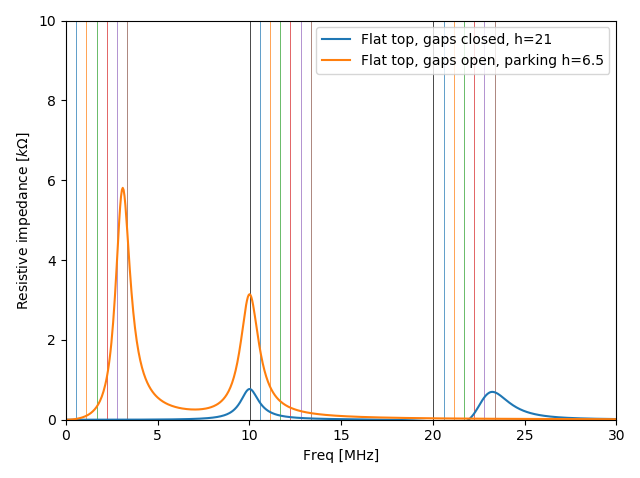 10
8
6
4
2
0
Resistive impedance [kΩ]
Flat top, gaps closed, h=21
Flat top, gaps open, parking h=6.5
0 5 10 15 20 25 30
Freq [MHz]